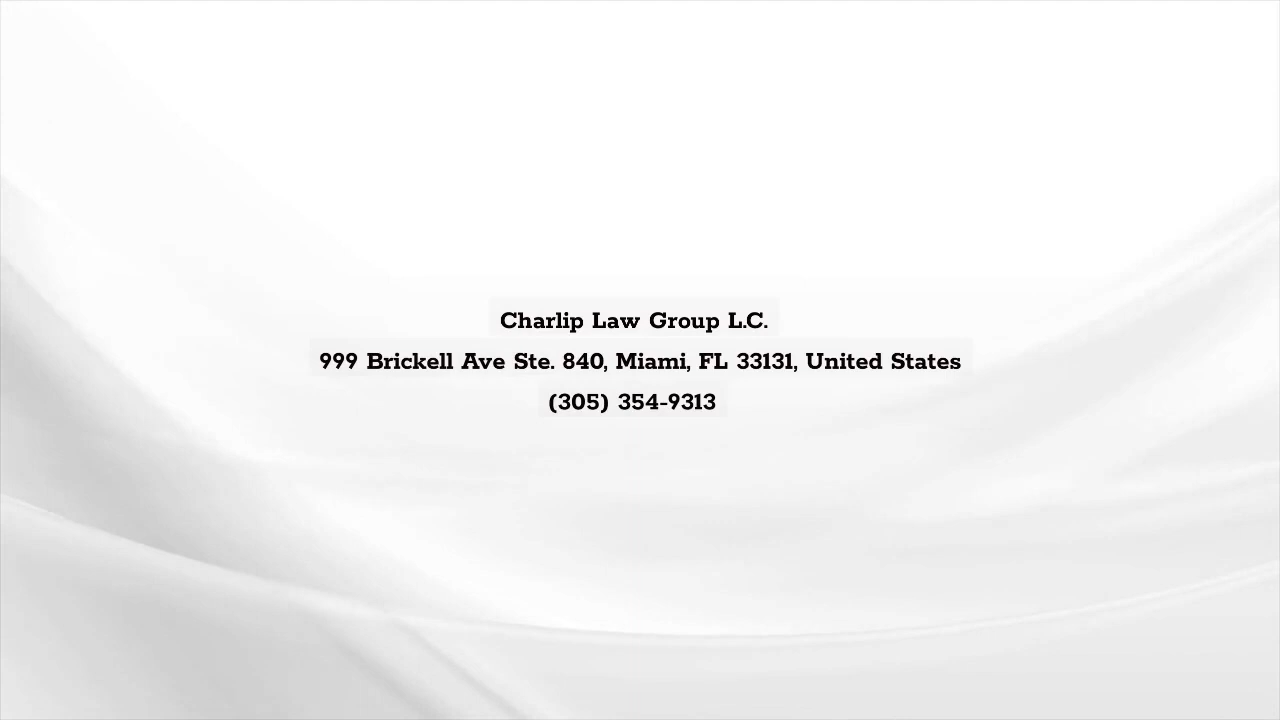 Charlip Law Group L.C.
999 Brickell Ave Ste. 840, Miami, FL 33131, United States
(305) 354-9313